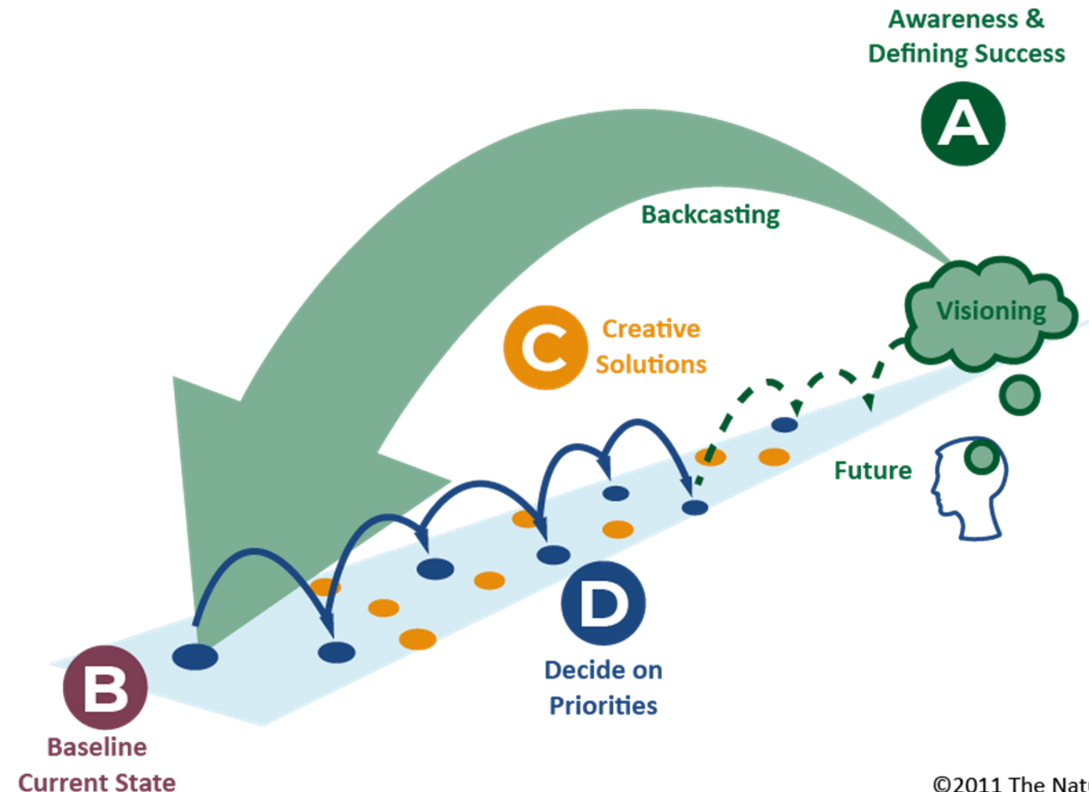 Awareness &
Defining Success
A
Backcasting
Visioning
C
Creative
Solutions
Future
D
Decide on
Priorities
B
Baseline
Current State
©2011 The